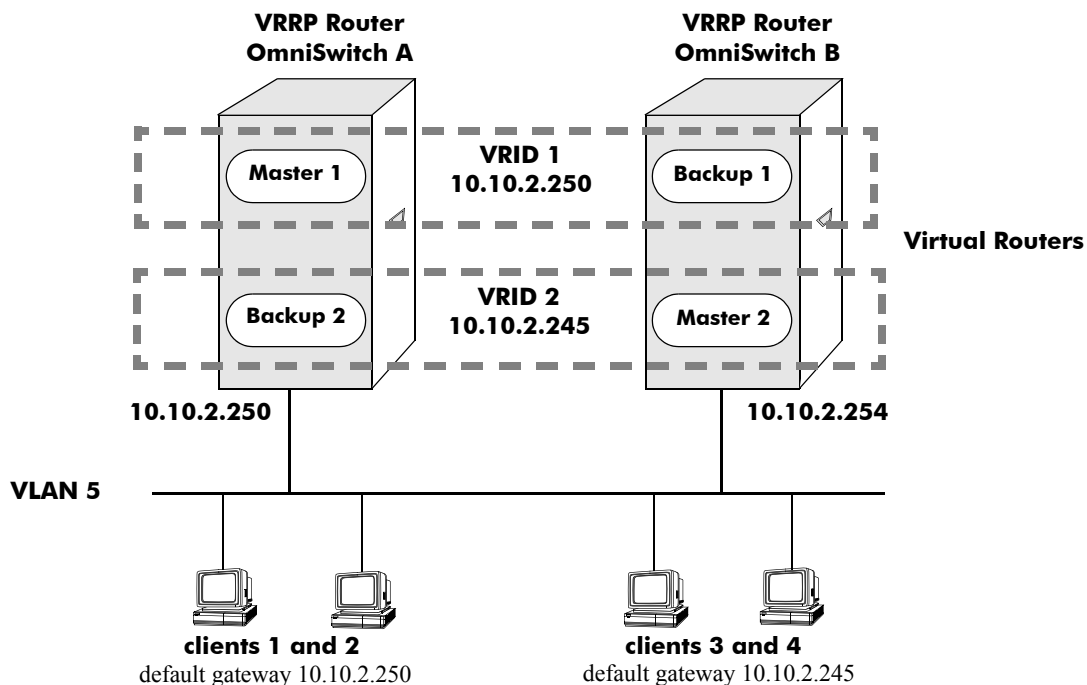 VRRP Router
OmniSwitch A
VRRP Router
OmniSwitch B
Master 1
VRID 1
10.10.2.250
Backup 1
Virtual Routers
Backup 2
VRID 2
10.10.2.245
Master 2
10.10.2.250
10.10.2.254
VLAN 5
clients 1 and 2
default gateway 10.10.2.250
clients 3 and 4
default gateway 10.10.2.245